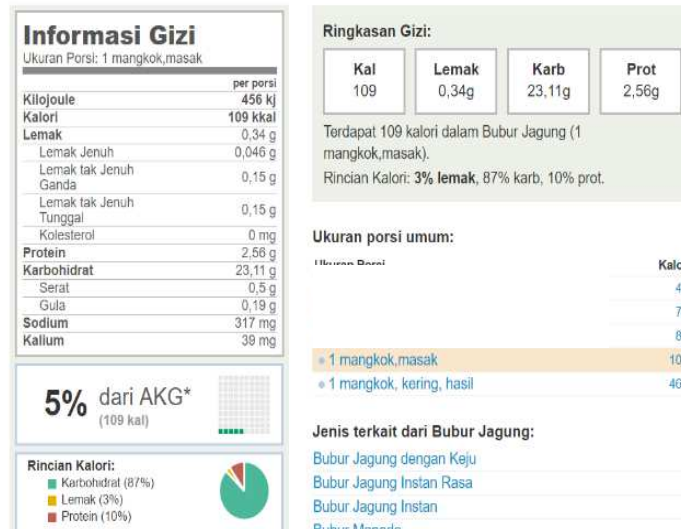 Informasi Gizi
Ukuran Porsi: 1 mangkok,masak
per porsi
Kilojoule 456 kj
Kalori 109 kkal
Lemak 0,34 g
Lemak Jenuh 0,046 g
Lemak tak Jenuh
Ganda 0,15 g
Lemak tak Jenuh
Tunggal 0,15 g
Kolesterol 0 mg
Protein 2,56 g
Karbohidrat 23,11 g
Serat 0,5 g
Gula 0,19 g
Sodium 317 mg
Kalium 39 mg
5% dari AKG*
(109 kal)
Rincian Kalori:
Karbohidrat (87%)
Lemak (3%)
Protein (10%)
Ringkasan Gizi:
Kal Lemak Karb Prot
109 0,34g 23,11g 2,56g
Terdapat 109 kalori dalam Bubur Jagung (1
mangkok,masak).
Rincian Kalori: 3% lemak, 87% karb, 10% prot.
Ukuran porsi umum:
Ukuran Porsi
1 mangkok,masak
1 mangkok, kering, hasil
Jenis terkait dari Bubur Jagung:
Bubur Jagung dengan Keju
Bubur Jagung Instan Rasa
Bubur Jagung Instan